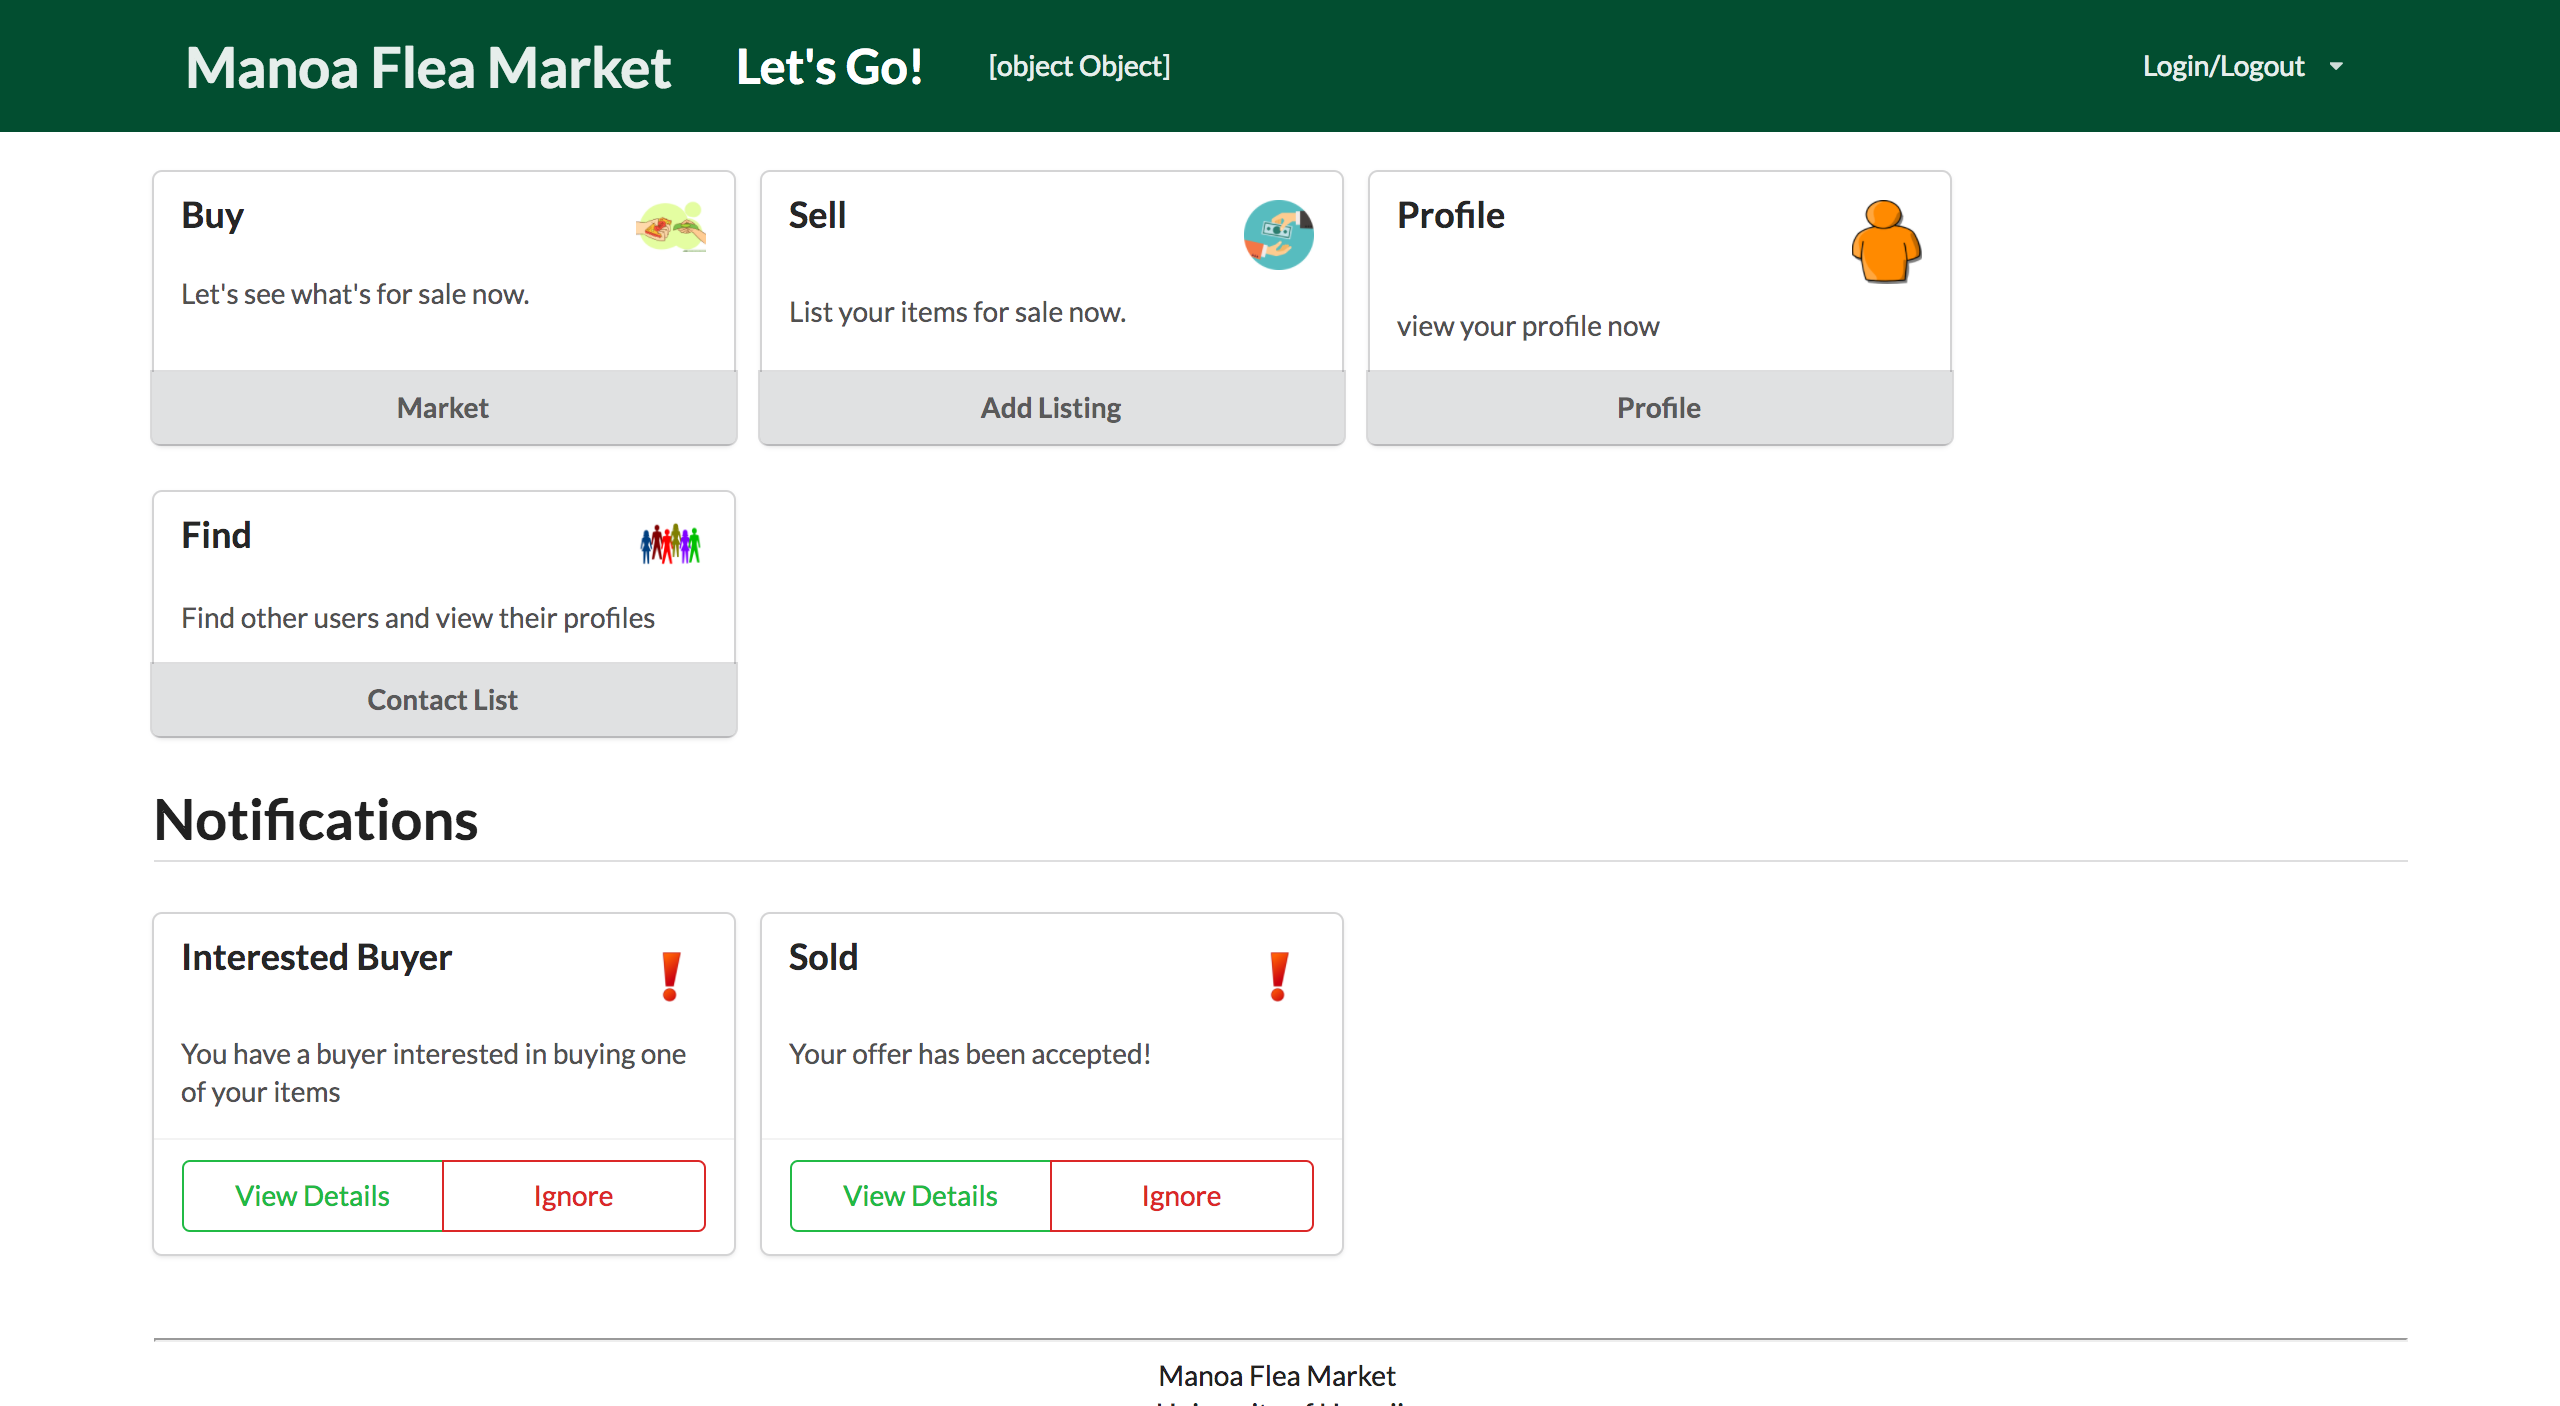 Manoa Flea Market
Let's Go!
[object Object]
Login/Logout
Buy
Let's see what's for sale now.
Market
Sell
List your items for sale now.
Add Listing
Profile
view your profile now
Profile
Find
Find other users and view their profiles
Contact List
Notifications
Interested Buyer
You have a buyer interested in buying one
of your items
View Details
Ignore
Sold
Your offer has been accepted!
View Details
Ignore
Manoa Flea Market